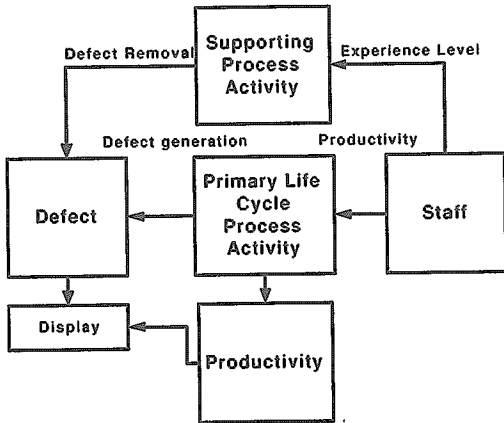 Supporting
Process
Activity
Defect Removal
Experience Level
Defect generation
Productivity
Primary Life
Cycle
Process
Activity
Defect
Staff
Display
Productivity